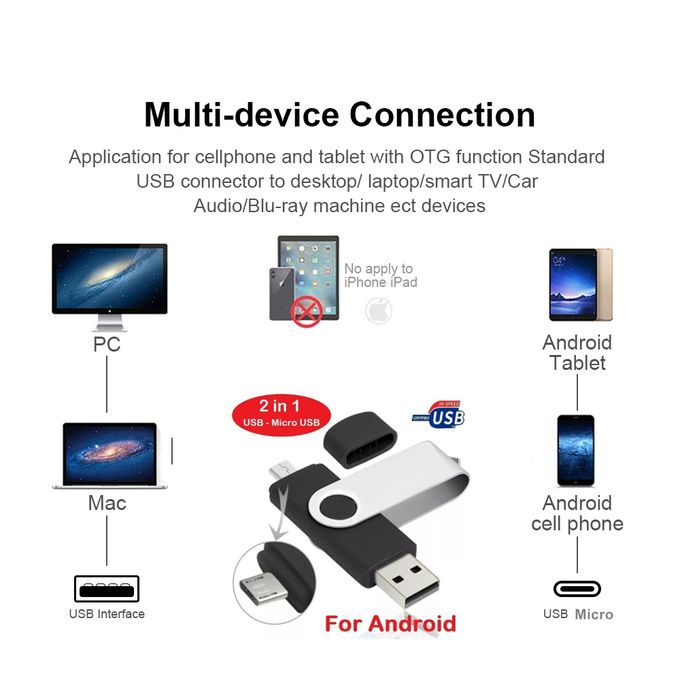 Multi-device Connection
Application for cellphone and tablet with OTG function Standard
USB connector to desktop/ laptop/smart TV/Car
Audio/Blu-ray machine ect devices
No apply to
iPhone iPad
PC
Android
Tablet
2 in 1
USB - Micro USB
HI-SPEED
CERTIFIED USB
Mac
Android
cell phone
USB Interface
USB Micro
For Android